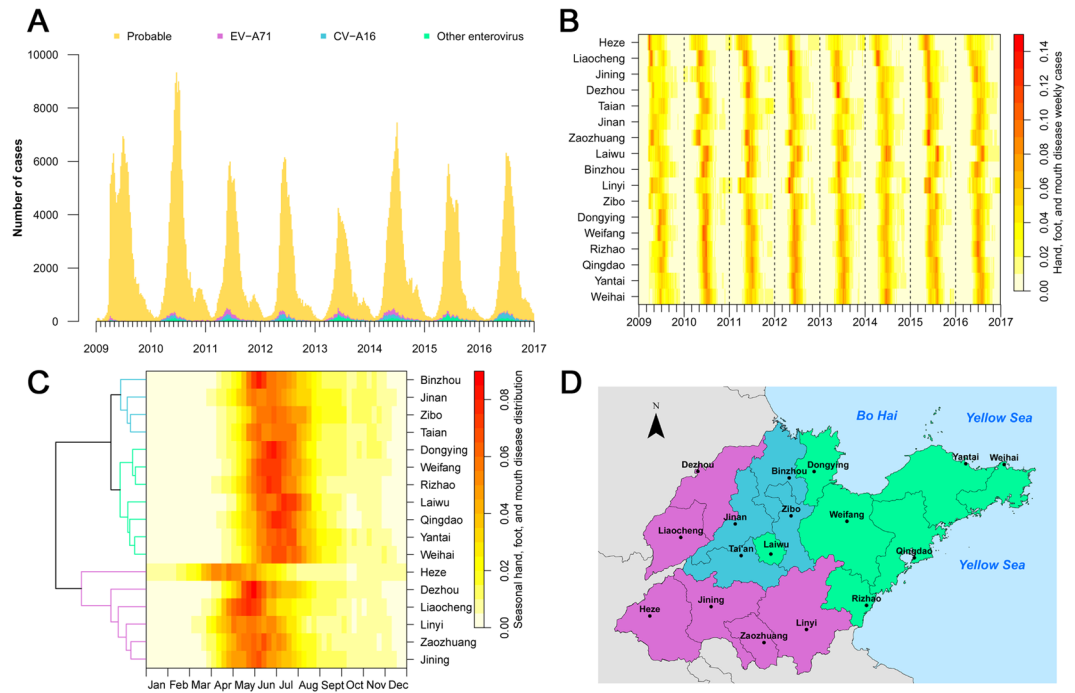 A
Probable
EV−A71
CV−A16
Other enterovirus
Number of cases
10000
8000
6000
4000
2000
0
2009 2010 2011 2012 2013 2014 2015 2016 2017
B
Heze
Liaocheng
Jining
Dezhou
Taian
Jinan
Zaozhuang
Laiwu
Binzhou
Linyi
Zibo
Dongying
Weifang
Rizhao
Qingdao
Yantai
Weihai
2009 2010 2011 2012 2013 2014 2015 2016 2017
0.00 0.02 0.04 0.06 0.08 0.10 0.12 0.14
Hand, foot, and mouth disease weekly cases
C
Binzhou
Jinan
Zibo
Taian
Dongying
Weifang
Rizhao
Laiwu
Qingdao
Yantai
Weihai
Heze
Dezhou
Liaocheng
Linyi
Zaozhuang
Jining
Jan Feb Mar Apr May Jun Jul Aug Sept Oct Nov Dec
0.00 0.02 0.04 0.06 0.08
Seasonal hand, foot, and mouth disease distribution
D
N
Bo Hai
Yellow Sea
Dezhou
Binzhou
Dongying
Yantai
Weihai
Liaocheng
Jinan
Zibo
Weifang
Tai'an
Laiwu
Qingdao
Yellow Sea
Heze
Jining
Rizhao
Zaozhuang
Linyi